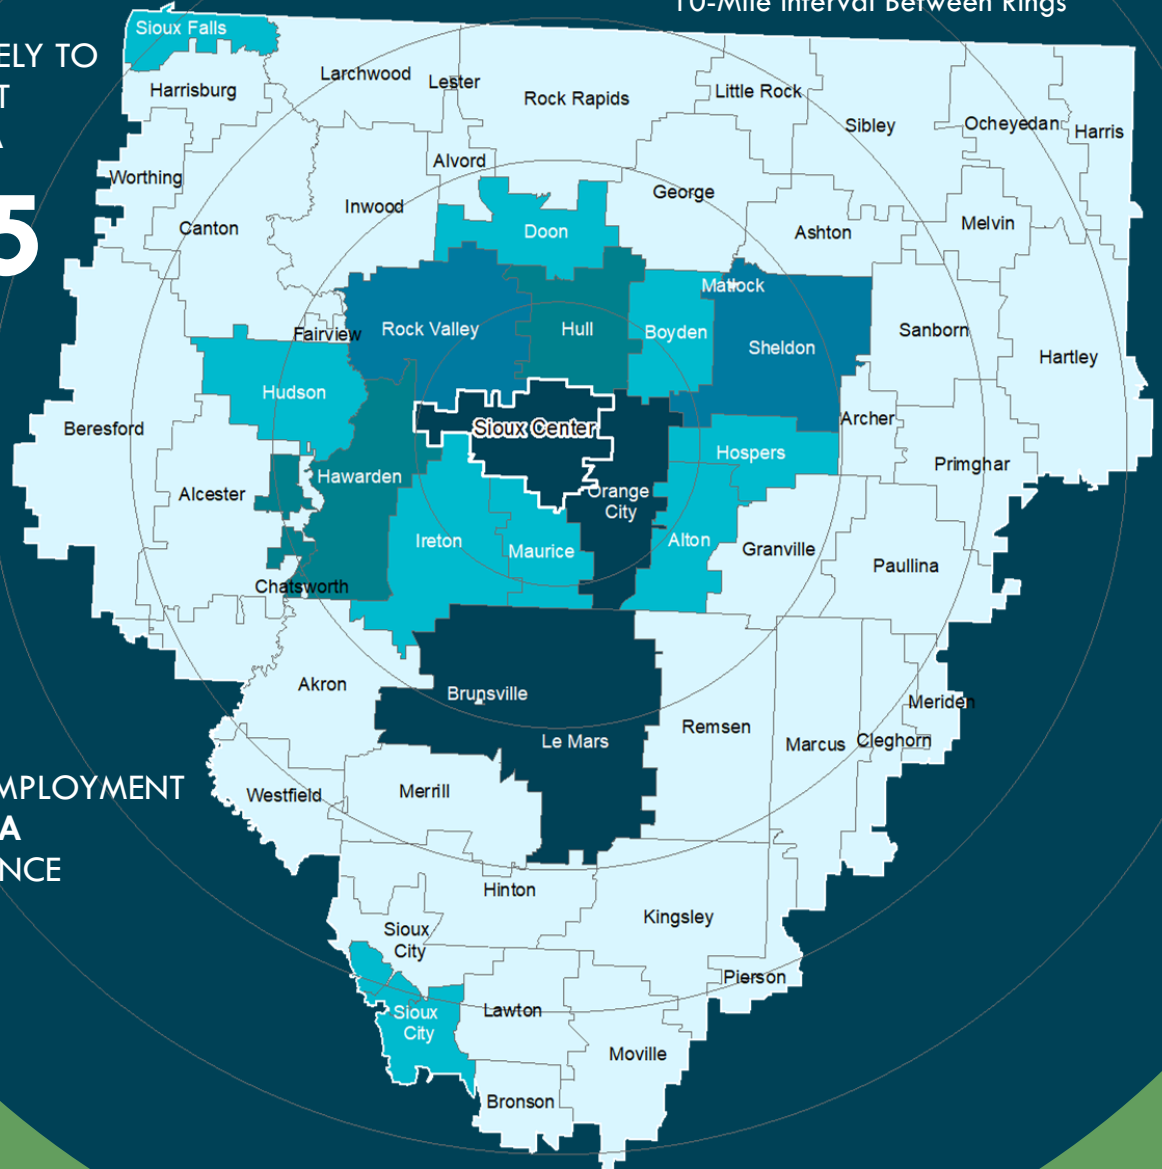 10-Mile Interval Between Rings
Sioux Falls
ELY TO
Larchwood
Lester
Harrisburg
Little Rock
Rock Rapids
Sibley
Ocheyedan
Harris
Alvord
Worthing
George
Inwood
5
Canton
Melvin
Doon
Ashton
Matlock
Rock Valley
Hull
Boyden
Fairview
Sanborn
Sheldon
Hartley
Hudson
Archer
Beresford
Sioux Center
Hospers
Primghar
Hawarden
Alcester
Orange
City
Ireton
Maurice
Alton
Granville
Paullina
Chatsworth
Akron
Brunsville
Meriden
Remsen
Le Mars
Marcus
Cleghorn
MPLOYMENT
Westfield
Merrill
A
NCE
Hinton
Kingsley
Sioux
City
Pierson
Lawton
Sioux
City
Moville
Bronson